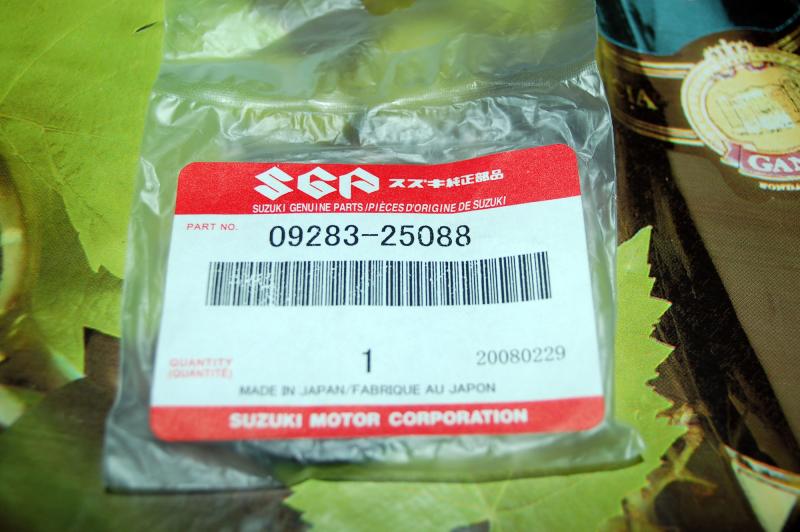 SGP スズキ純正部品
SUZUKI GENUINE PARTS/PIÈCES D'ORIGINE DE SUZUKI
PART NO.
09283-25088
QUANTITY
(QUANTITÉ)
1
20080229
MADE IN JAPAN/FABRIQUE AU JAPON
SUZUKI MOTOR CORPORATION